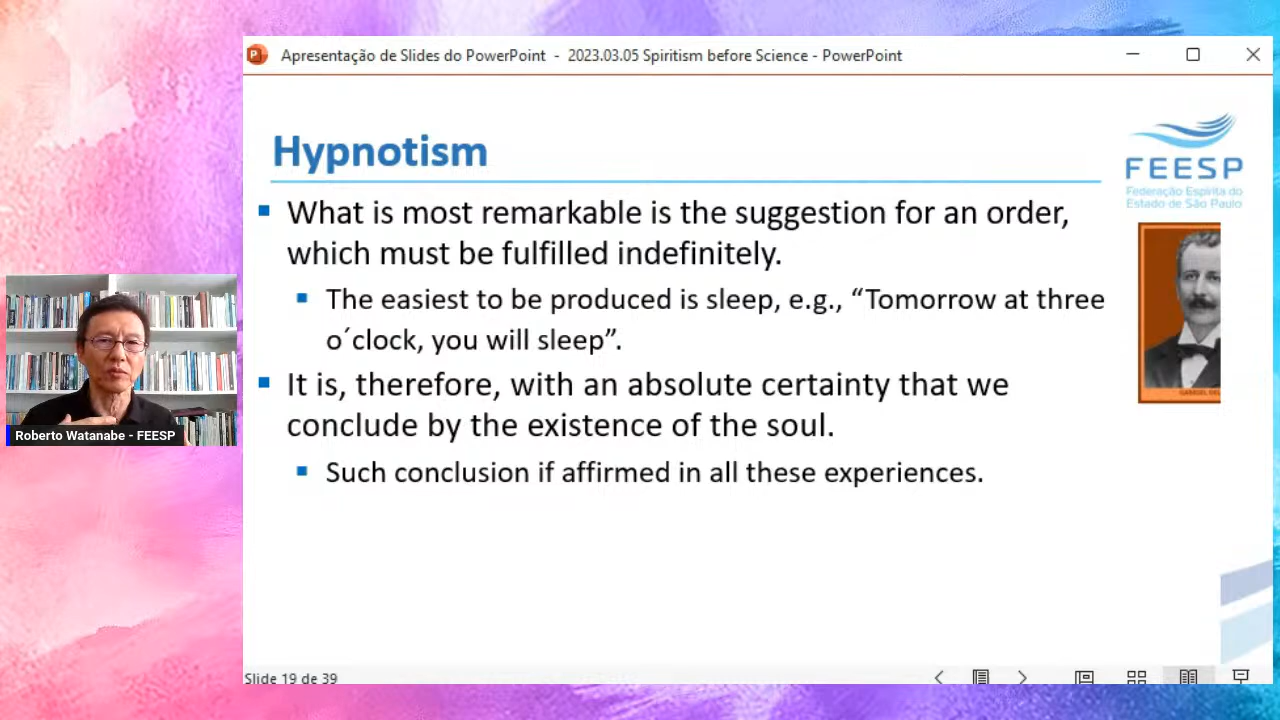 Apresentação de Slides do PowerPoint - 2023.03.05 Spiritism before Science - PowerPoint
Hypnotism
FEESP
Federação Espírita do
Estado de São Paulo
What is most remarkable is the suggestion for an order,
which must be fulfilled indefinitely.
The easiest to be produced is sleep, e.g., “Tomorrow at three
o´clock, you will sleep”.
It is, therefore, with an absolute certainty that we
conclude by the existence of the soul.
Such conclusion if affirmed in all these experiences.
GABRIEL DEL
Roberto Watanabe - FEESP
Slide 19 de 39